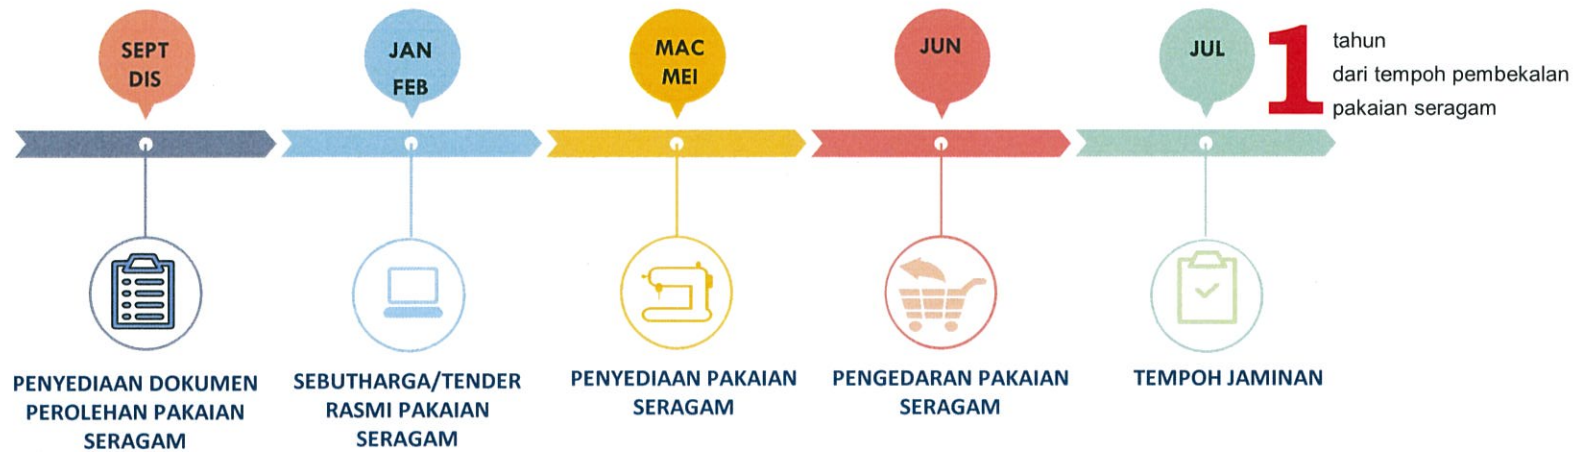 SEPT
DIS
JAN
FEB
MAC
MEI
JUN
JUL
1
tahun
dari tempoh pembekalan
pakaian seragam
PENYEDIAAN DOKUMEN
PEROLEHAN PAKAIAN
SERAGAM
SEBUTHARGA/TENDER
RASMI PAKAIAN
SERAGAM
PENYEDIAAN PAKAIAN
SERAGAM
PENGEDARAN PAKAIAN
SERAGAM
TEMPOH JAMINAN